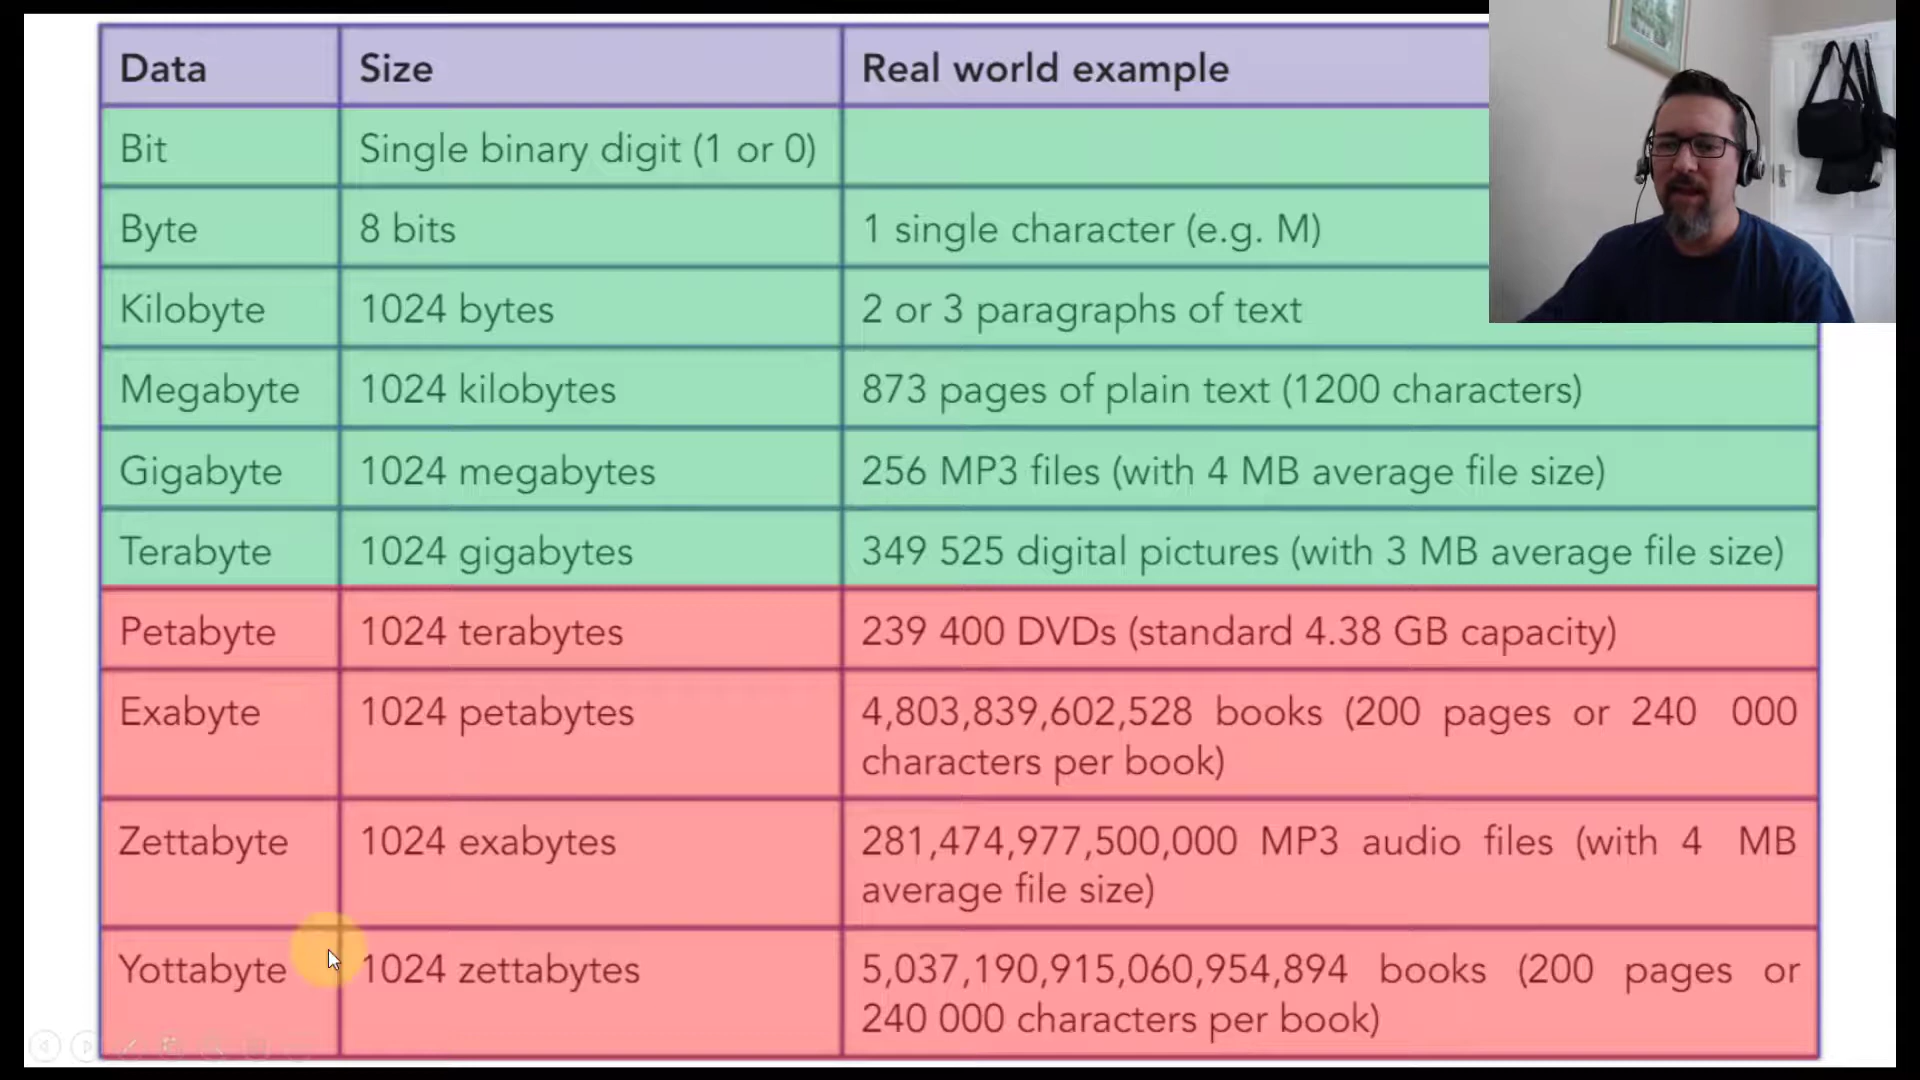 Data Size Real world example
Bit Single binary digit (1 or 0)
Byte 8 bits 1 single character (e.g. M)
Kilobyte 1024 bytes 2 or 3 paragraphs of text
Megabyte 1024 kilobytes 873 pages of plain text (1200 characters)
Gigabyte 1024 megabytes 256 MP3 files (with 4 MB average file size)
Terabyte 1024 gigabytes 349 525 digital pictures (with 3 MB average file size)
Petabyte 1024 terabytes 239 400 DVDs (standard 4.38 GB capacity)
Exabyte 1024 petabytes 4,803,839,602,528 books (200 pages or 240 000
characters per book)
Zettabyte 1024 exabytes 281,474,977,500,000 MP3 audio files (with 4 MB
average file size)
Yottabyte 1024 zettabytes 5,037,190,915,060,954,894 books (200 pages or
240 000 characters per book)